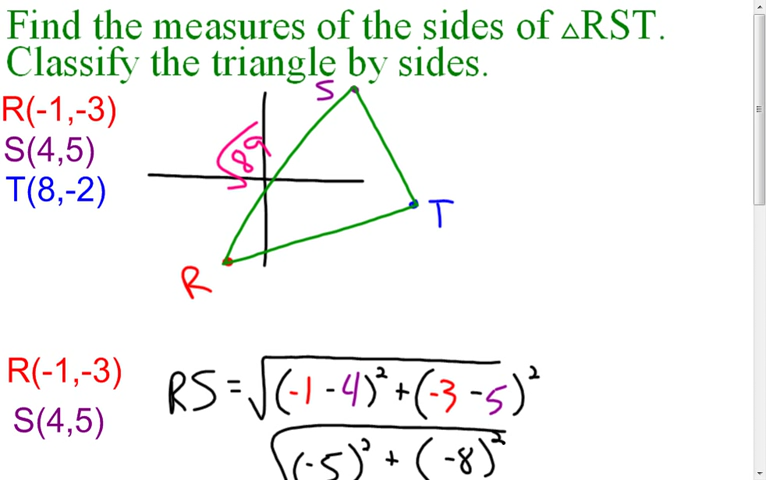 Find the measures of the sides of △RST.
Classify the triangle by sides.
R(-1,-3)
S(4,5)
T(8,-2)
S
√89
T
R
R(-1,-3)
S(4,5)
RS = √(-1 - 4)² + (-3 - 5)²
√(-5)² + (-8)²